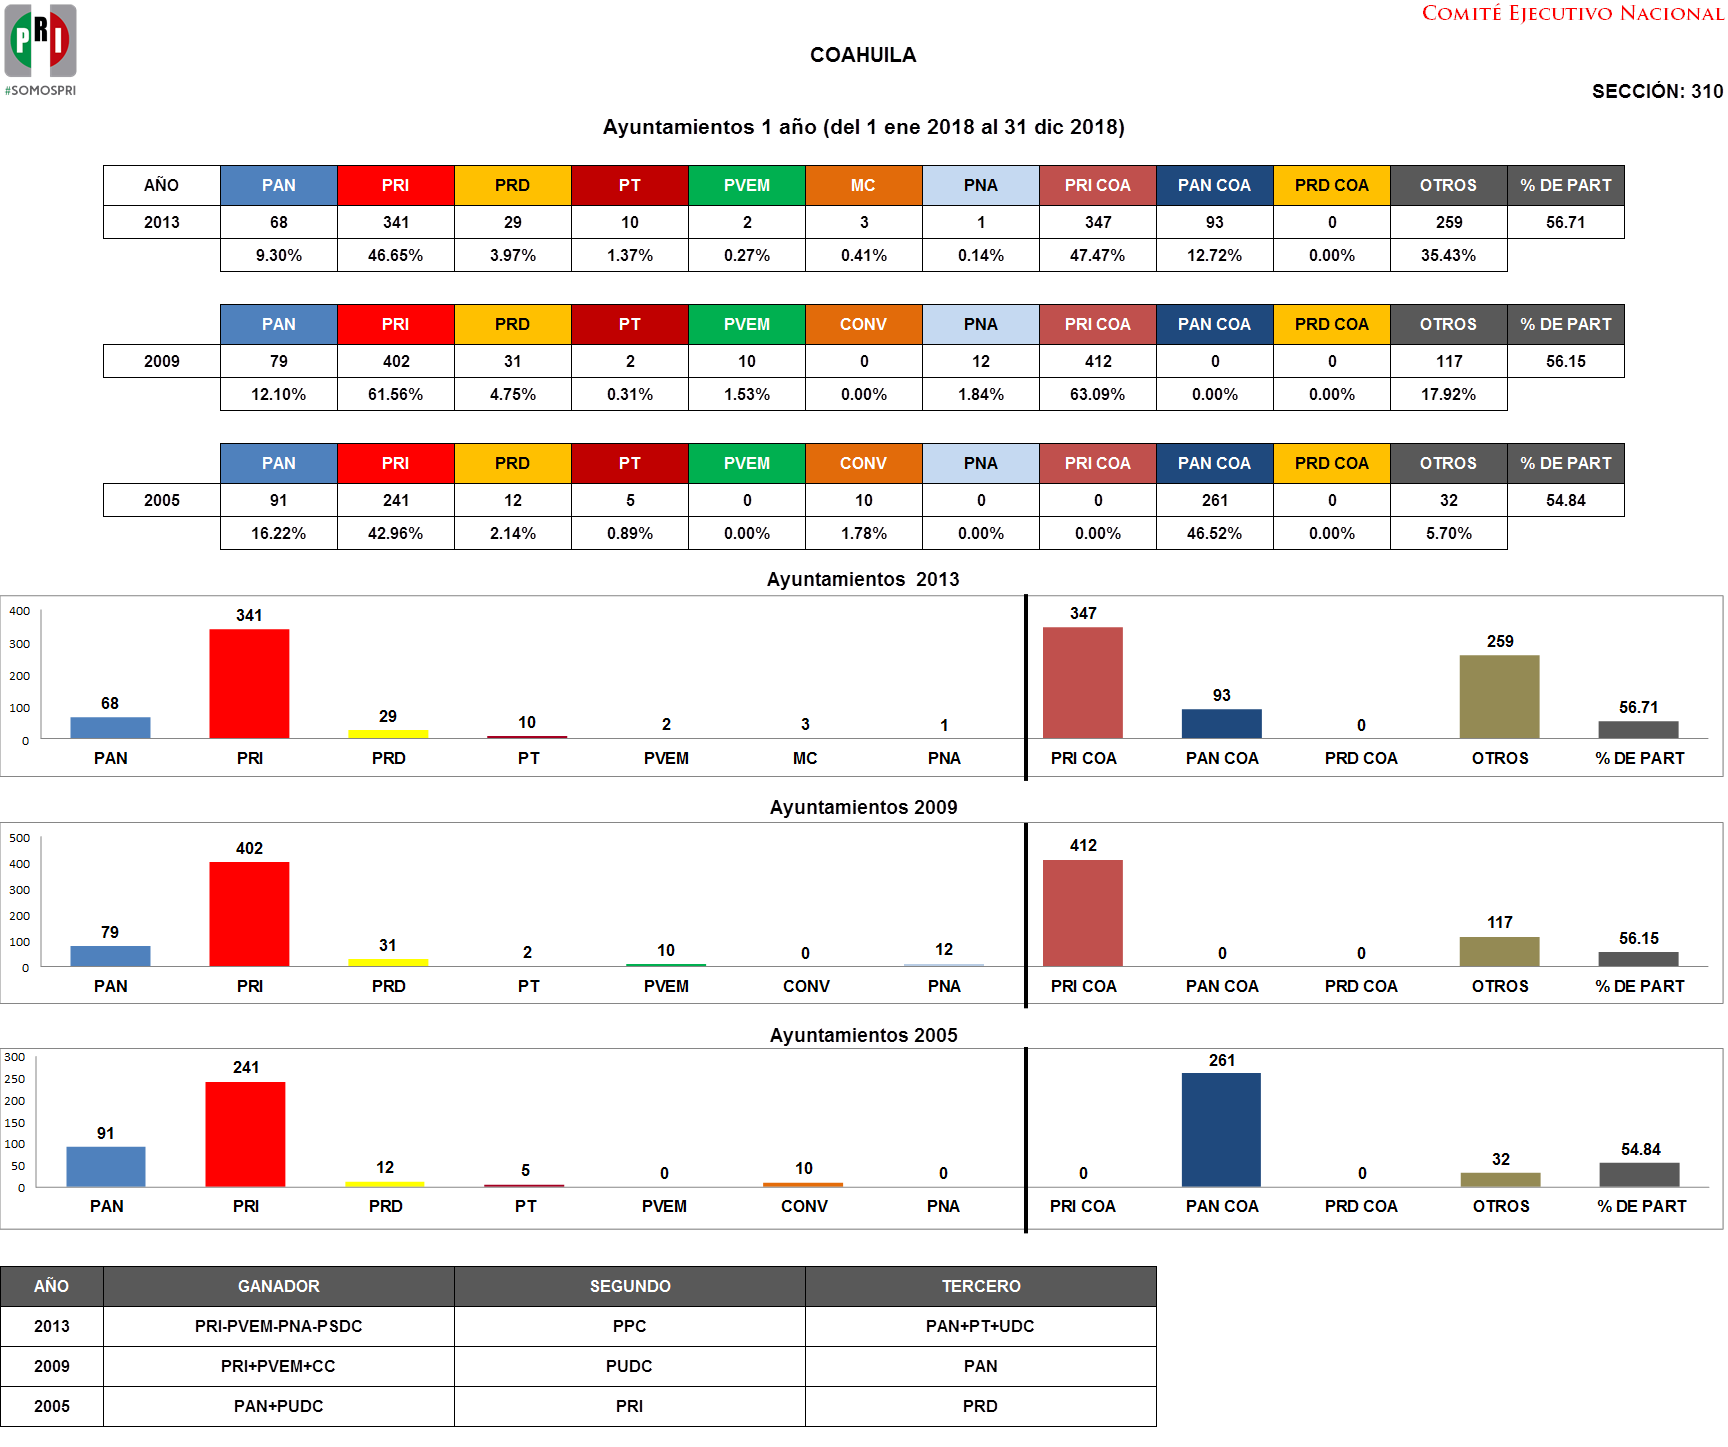 COMITÉ EJECUTIVO NACIONAL
PRI
#SOMOSPRI
COAHUILA
SECCIÓN: 310
Ayuntamientos 1 año (del 1 ene 2018 al 31 dic 2018)
AÑO PAN PRI PRD PT PVEM MC PNA PRI COA PAN COA PRD COA OTROS % DE PART
2013 68 341 29 10 2 3 1 347 93 0 259 56.71
9.30% 46.65% 3.97% 1.37% 0.27% 0.41% 0.14% 47.47% 12.72% 0.00% 35.43%
PAN PRI PRD PT PVEM CONV PNA PRI COA PAN COA PRD COA OTROS % DE PART
2009 79 402 31 2 10 0 12 412 0 0 117 56.15
12.10% 61.56% 4.75% 0.31% 1.53% 0.00% 1.84% 63.09% 0.00% 0.00% 17.92%
PAN PRI PRD PT PVEM CONV PNA PRI COA PAN COA PRD COA OTROS % DE PART
2005 91 241 12 5 0 10 0 0 261 0 32 54.84
16.22% 42.96% 2.14% 0.89% 0.00% 1.78% 0.00% 0.00% 46.52% 0.00% 5.70%
Ayuntamientos 2013
400
300
200
100
0
68 341 29 10 2 3 1 347 93 0 259 56.71
PAN PRI PRD PT PVEM MC PNA PRI COA PAN COA PRD COA OTROS % DE PART
Ayuntamientos 2009
500
400
300
200
100
0
79 402 31 2 10 0 12 412 0 0 117 56.15
PAN PRI PRD PT PVEM CONV PNA PRI COA PAN COA PRD COA OTROS % DE PART
Ayuntamientos 2005
300
250
200
150
100
50
0
91 241 12 5 0 10 0 0 261 0 32 54.84
PAN PRI PRD PT PVEM CONV PNA PRI COA PAN COA PRD COA OTROS % DE PART
AÑO GANADOR SEGUNDO TERCERO
2013 PRI-PVEM-PNA-PSDC PPC PAN+PT+UDC
2009 PRI+PVEM+CC PUDC PAN
2005 PAN+PUDC PRI PRD